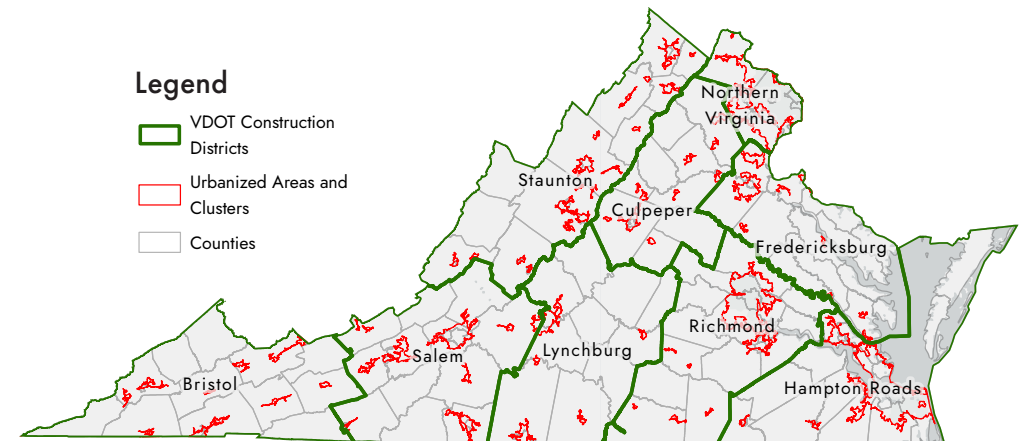 Legend
VDOT Construction
Districts
Urbanized Areas and
Clusters
Counties
Northern
Virginia
Staunton
Culpeper
Fredericksburg
Richmond
Salem
Lynchburg
Bristol
Hampton Roads